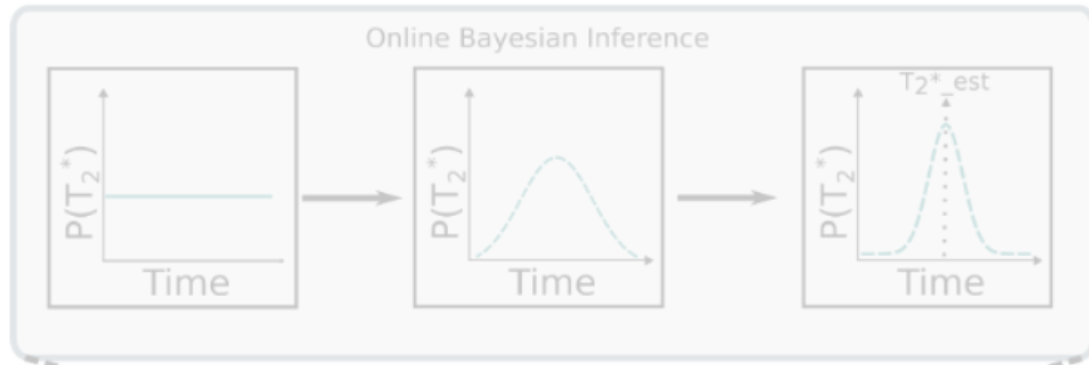 Online Bayesian Inference
T₂*_est
P(T₂*)
Time
P(T₂*)
Time
P(T₂*)
Time